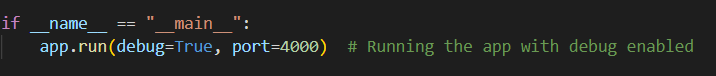 if __name__ == "__main__":
    app.run(debug=True, port=4000)  # Running the app with debug enabled